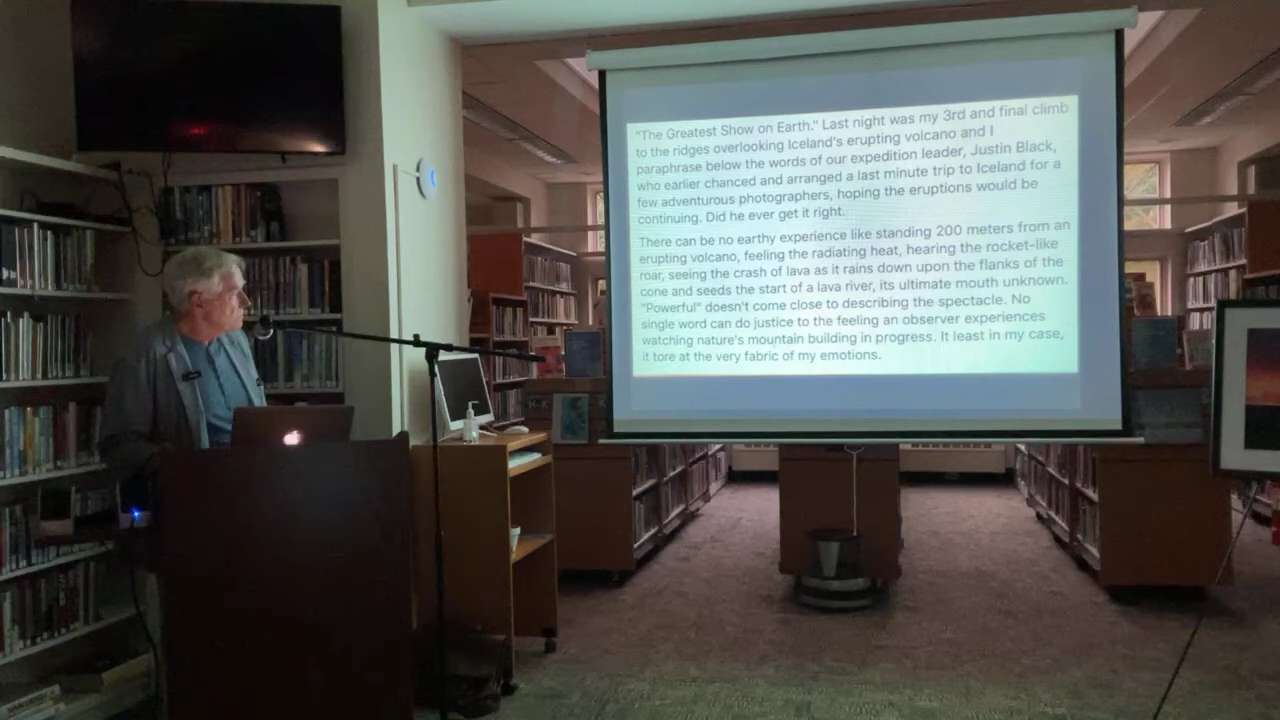 "The Greatest Show on Earth." Last night was my 3rd and final climb
to the ridges overlooking Iceland's erupting volcano and I
paraphrase below the words of our expedition leader, Justin Black,
who earlier chanced and arranged a last minute trip to Iceland for a
few adventurous photographers, hoping the eruptions would be
continuing. Did he ever get it right.
There can be no earthy experience like standing 200 meters from an
erupting volcano, feeling the radiating heat, hearing the rocket-like
roar, seeing the crash of lava as it rains down upon the flanks of the
cone and seeds the start of a lava river, its ultimate mouth unknown.
"Powerful" doesn't come close to describing the spectacle. No
single word can do justice to the feeling an observer experiences
watching nature's mountain building in progress. It least in my case,
it tore at the very fabric of my emotions.